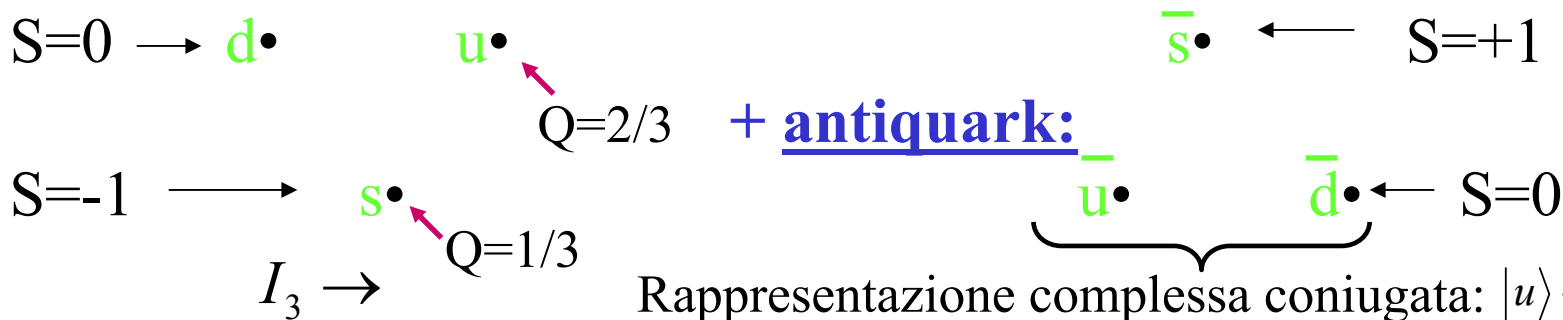 S=0 → d• u• s̄• ← S=+1
Q=2/3 + antiquark:
S=-1 → s• ū• d̄• ← S=0
Q=1/3
I₃ → Rappresentazione complessa coniugata: |u⟩